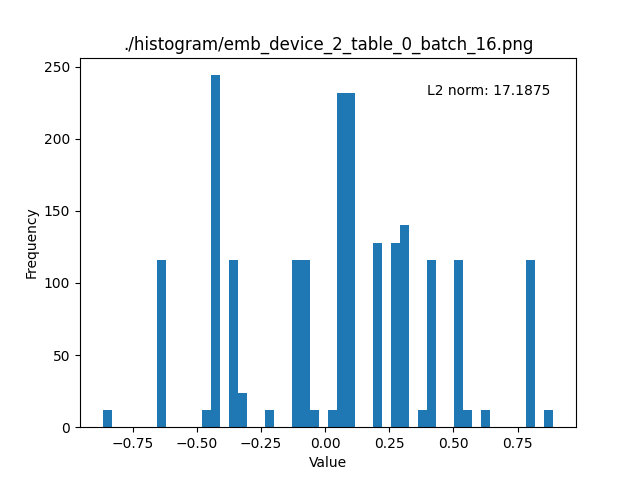 ./histogram/emb_device_2_table_0_batch_16.png
L2 norm: 17.1875
Frequency
250
200
150
100
50
0
−0.75 −0.50 −0.25 0.00 0.25 0.50 0.75
Value